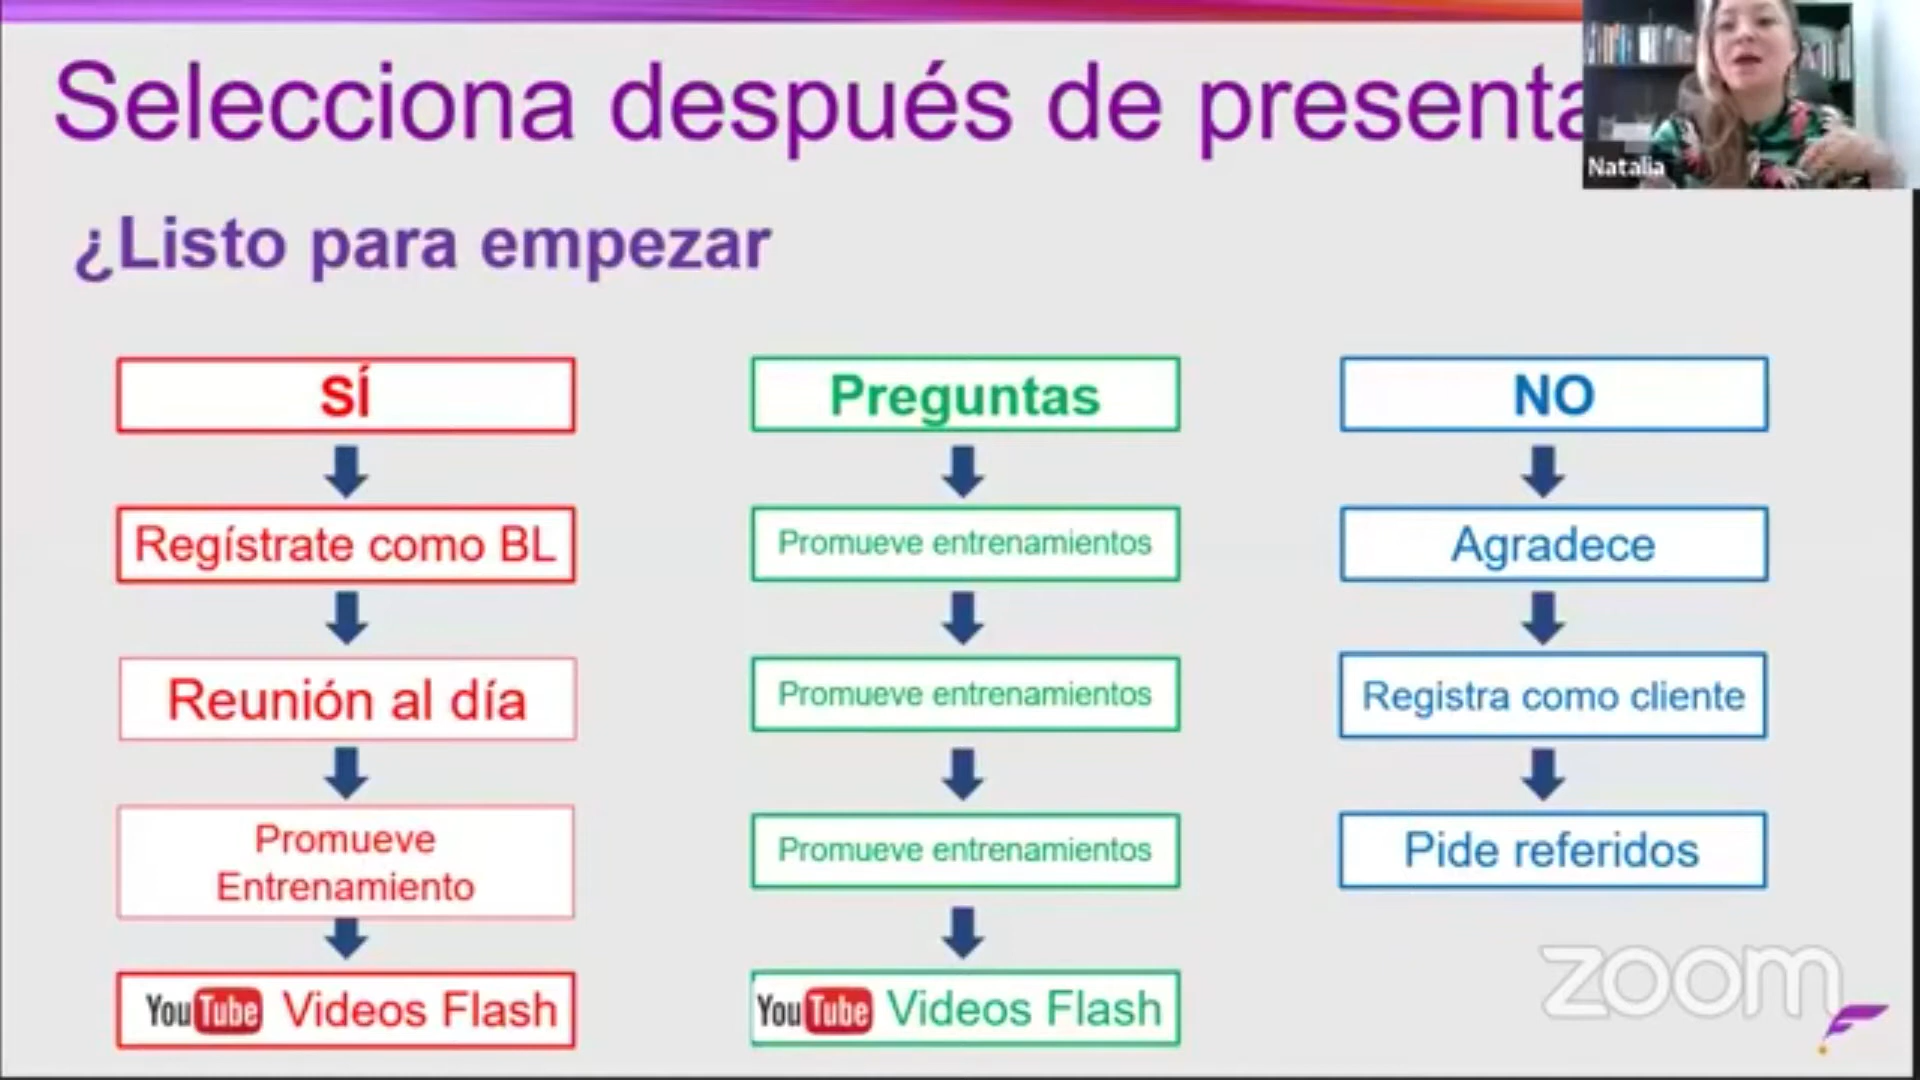 Selecciona después de presenta
Natalia
¿Listo para empezar
SÍ
Regístrate como BL
Reunión al día
Promueve
Entrenamiento
YouTube Videos Flash
Preguntas
Promueve entrenamientos
Promueve entrenamientos
Promueve entrenamientos
YouTube Videos Flash
NO
Agradece
Registra como cliente
Pide referidos
zoom